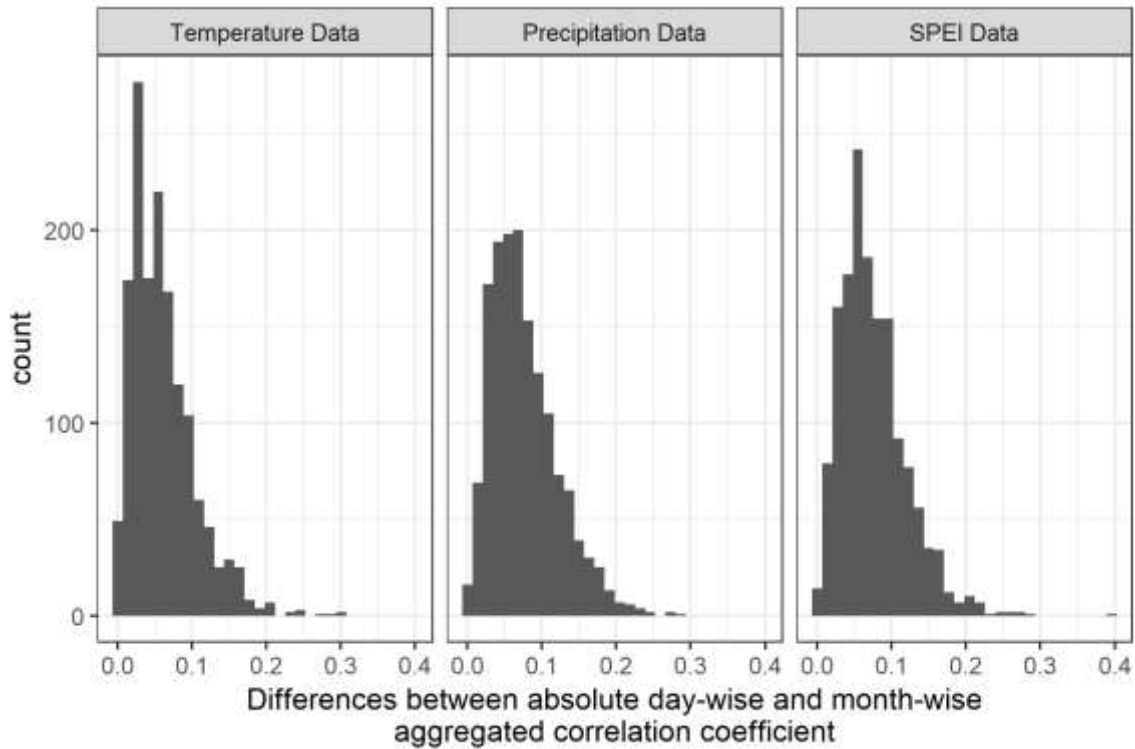 Temperature Data
Precipitation Data
SPEI Data
count
200
100
0
0.0 0.1 0.2 0.3 0.4
0.0 0.1 0.2 0.3 0.4
0.0 0.1 0.2 0.3 0.4
Differences between absolute day-wise and month-wise
aggregated correlation coefficient